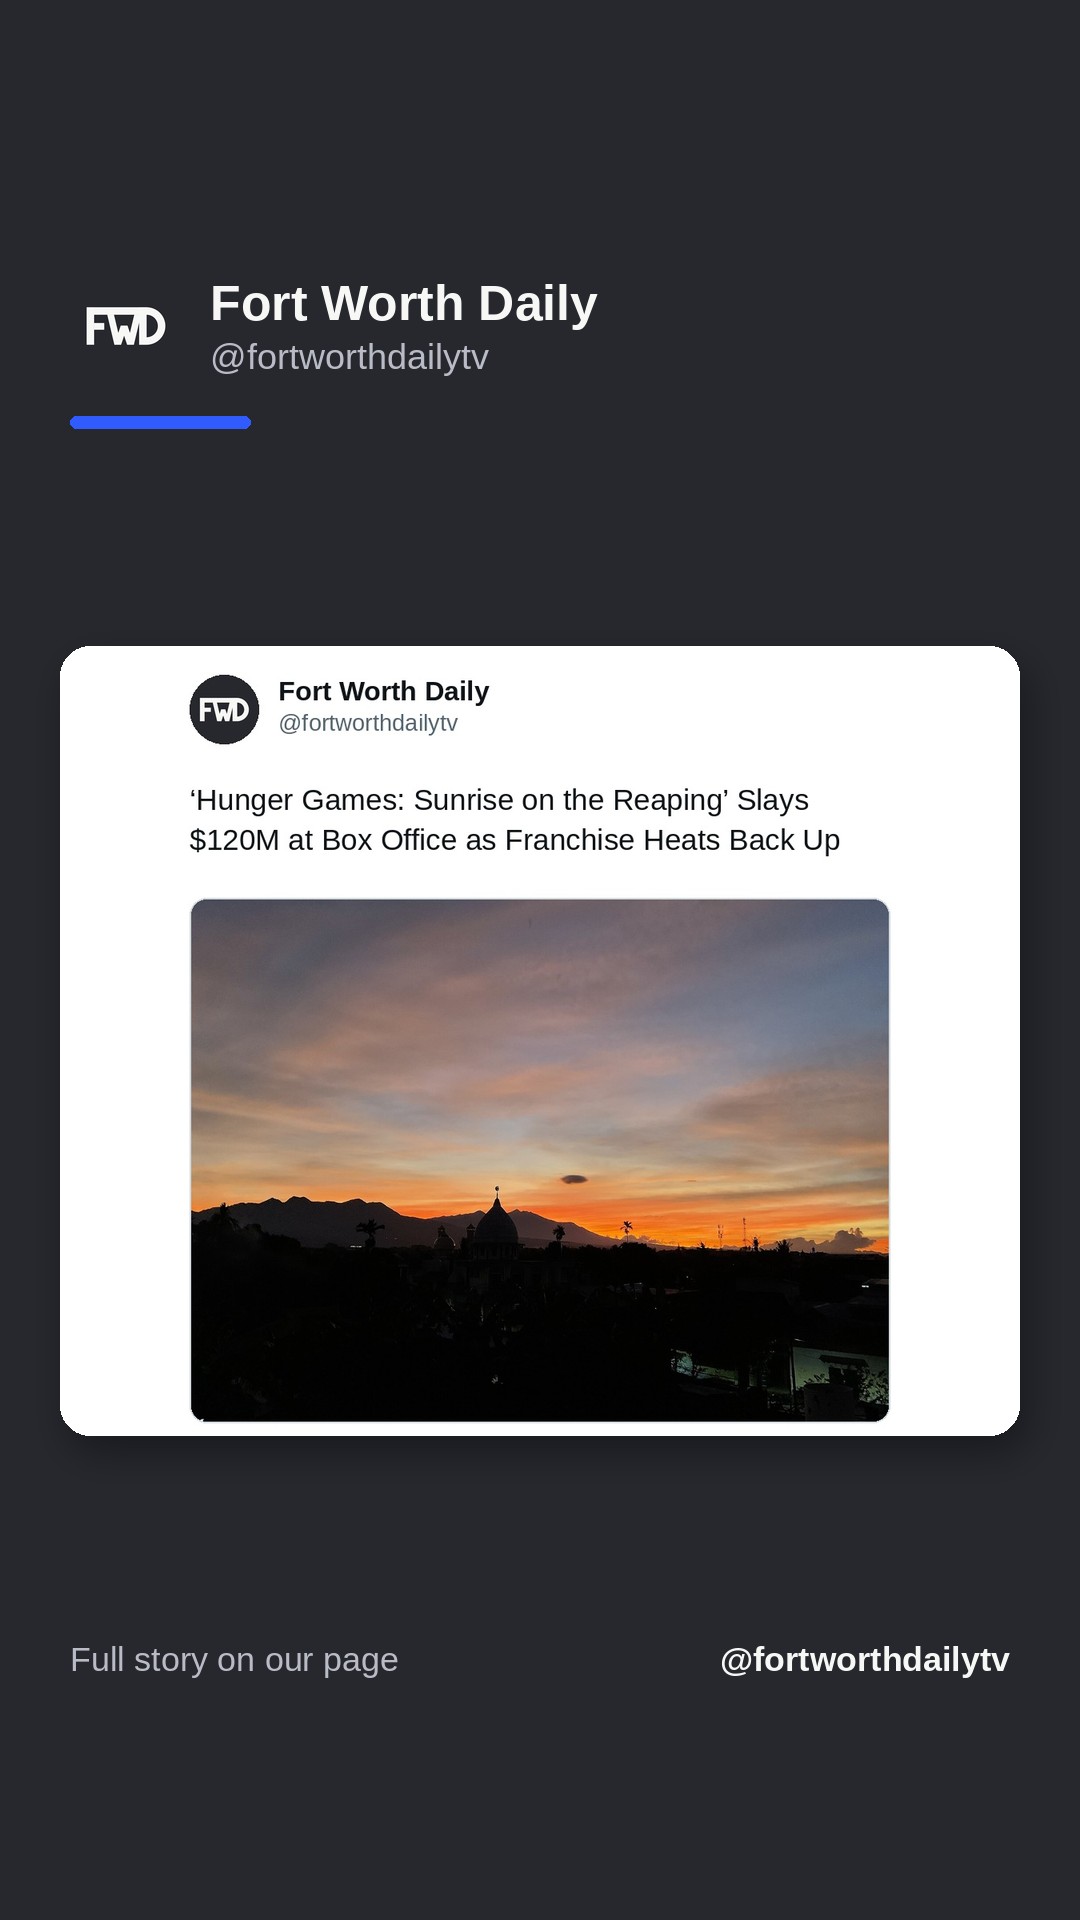 FWD
Fort Worth Daily
@fortworthdailytv
FWD
Fort Worth Daily
@fortworthdailytv
‘Hunger Games: Sunrise on the Reaping’ Slays
$120M at Box Office as Franchise Heats Back Up
Full story on our page
@fortworthdailytv